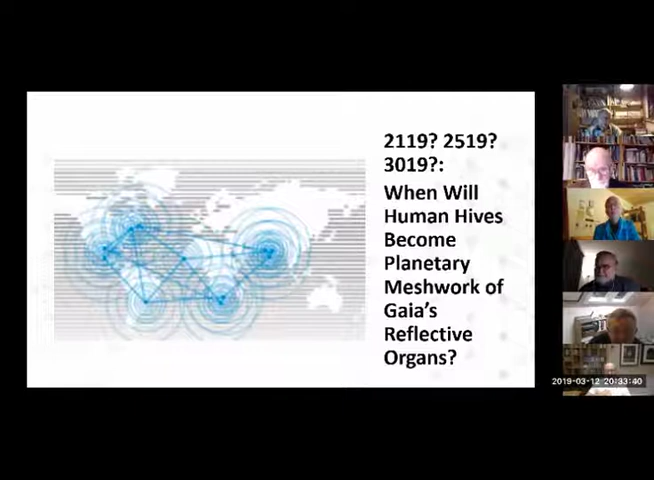 2119? 2519?
3019?:
When Will
Human Hives
Become
Planetary
Meshwork of
Gaia's
Reflective
Organs?
2019-03-12 20:33:40